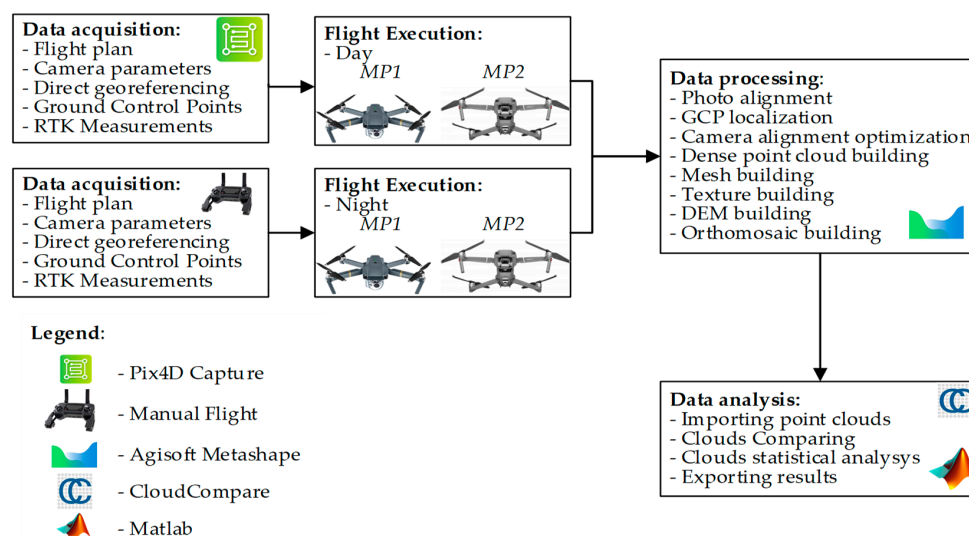 Data acquisition:
- Flight plan
- Camera parameters
- Direct georeferencing
- Ground Control Points
- RTK Measurements
Flight Execution:
- Day
MP1 MP2
Data acquisition:
- Flight plan
- Camera parameters
- Direct georeferencing
- Ground Control Points
- RTK Measurements
Flight Execution:
- Night
MP1 MP2
Data processing:
- Photo alignment
- GCP localization
- Camera alignment optimization
- Dense point cloud building
- Mesh building
- Texture building
- DEM building
- Orthomosaic building
Data analysis:
- Importing point clouds
- Clouds Comparing
- Clouds statistical analysys
- Exporting results
CC
Legend:
- Pix4D Capture
- Manual Flight
- Agisoft Metashape
CC - CloudCompare
- Matlab